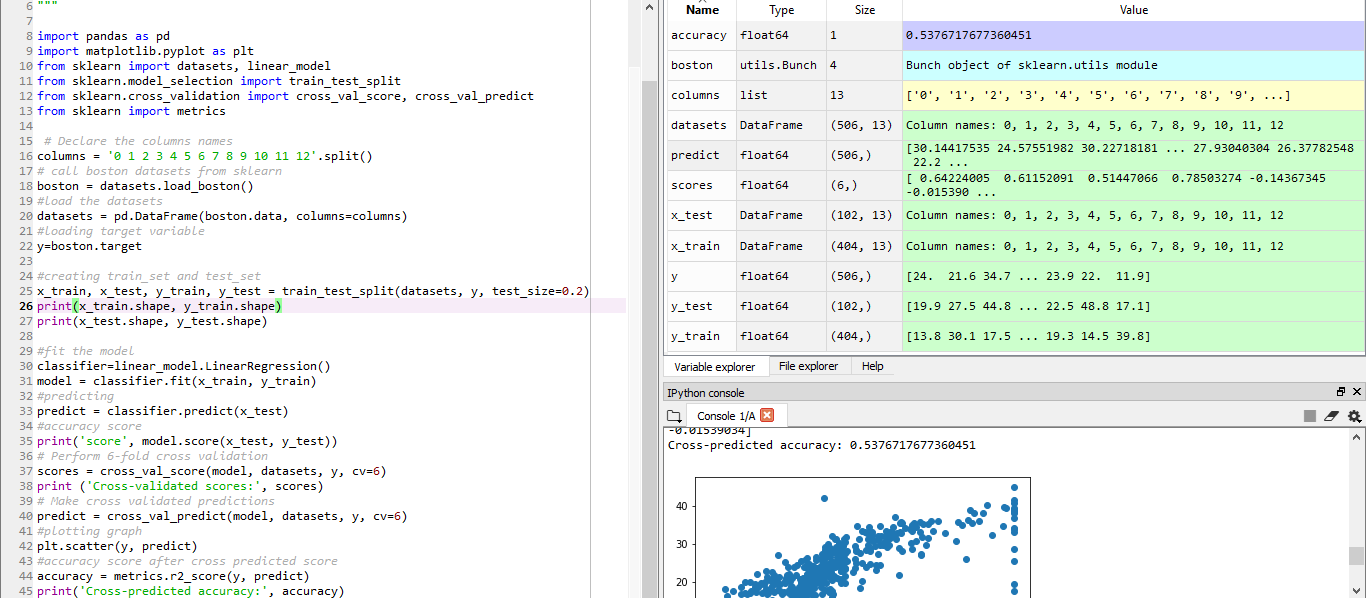 6 """
7
8 import pandas as pd
9 import matplotlib.pyplot as plt
10 from sklearn import datasets, linear_model
11 from sklearn.model_selection import train_test_split
12 from sklearn.cross_validation import cross_val_score, cross_val_predict
13 from sklearn import metrics
14
15 # Declare the columns names
16 columns = '0 1 2 3 4 5 6 7 8 9 10 11 12'.split()
17 # call boston datasets from sklearn
18 boston = datasets.load_boston()
19 #load the datasets
20 datasets = pd.DataFrame(boston.data, columns=columns)
21 #loading target variable
22 y=boston.target
23
24 #creating train_set and test_set
25 x_train, x_test, y_train, y_test = train_test_split(datasets, y, test_size=0.2)
26 print(x_train.shape, y_train.shape)
27 print(x_test.shape, y_test.shape)
28
29 #fit the model
30 classifier=linear_model.LinearRegression()
31 model = classifier.fit(x_train, y_train)
32 #predicting
33 predict = classifier.predict(x_test)
34 #accuracy score
35 print('score', model.score(x_test, y_test))
36 # Perform 6-fold cross validation
37 scores = cross_val_score(model, datasets, y, cv=6)
38 print ('Cross-validated scores:', scores)
39 # Make cross validated predictions
40 predict = cross_val_predict(model, datasets, y, cv=6)
41 #plotting graph
42 plt.scatter(y, predict)
43 #accuracy score after cross predicted score
44 accuracy = metrics.r2_score(y, predict)
45 print('Cross-predicted accuracy:', accuracy)
Name Type Size Value
accuracy float64 1 0.5376717677360451
boston utils.Bunch 4 Bunch object of sklearn.utils module
columns list 13 ['0', '1', '2', '3', '4', '5', '6', '7', '8', '9', ...]
datasets DataFrame (506, 13) Column names: 0, 1, 2, 3, 4, 5, 6, 7, 8, 9, 10, 11, 12
predict float64 (506,) [30.14417535 24.57551982 30.22718181 ... 27.93040304 26.37782548
22.2 ...
scores float64 (6,) [ 0.64224005 0.61152091 0.51447066 0.78503274 -0.14367345
-0.015390 ...
x_test DataFrame (102, 13) Column names: 0, 1, 2, 3, 4, 5, 6, 7, 8, 9, 10, 11, 12
x_train DataFrame (404, 13) Column names: 0, 1, 2, 3, 4, 5, 6, 7, 8, 9, 10, 11, 12
y float64 (506,) [24. 21.6 34.7 ... 23.9 22. 11.9]
y_test float64 (102,) [19.9 27.5 44.8 ... 22.5 48.8 17.1]
y_train float64 (404,) [13.8 30.1 17.5 ... 19.3 14.5 39.8]
Variable explorer File explorer Help
IPython console
Console 1/A
-0.01539034]
Cross-predicted accuracy: 0.5376717677360451
40
30
20